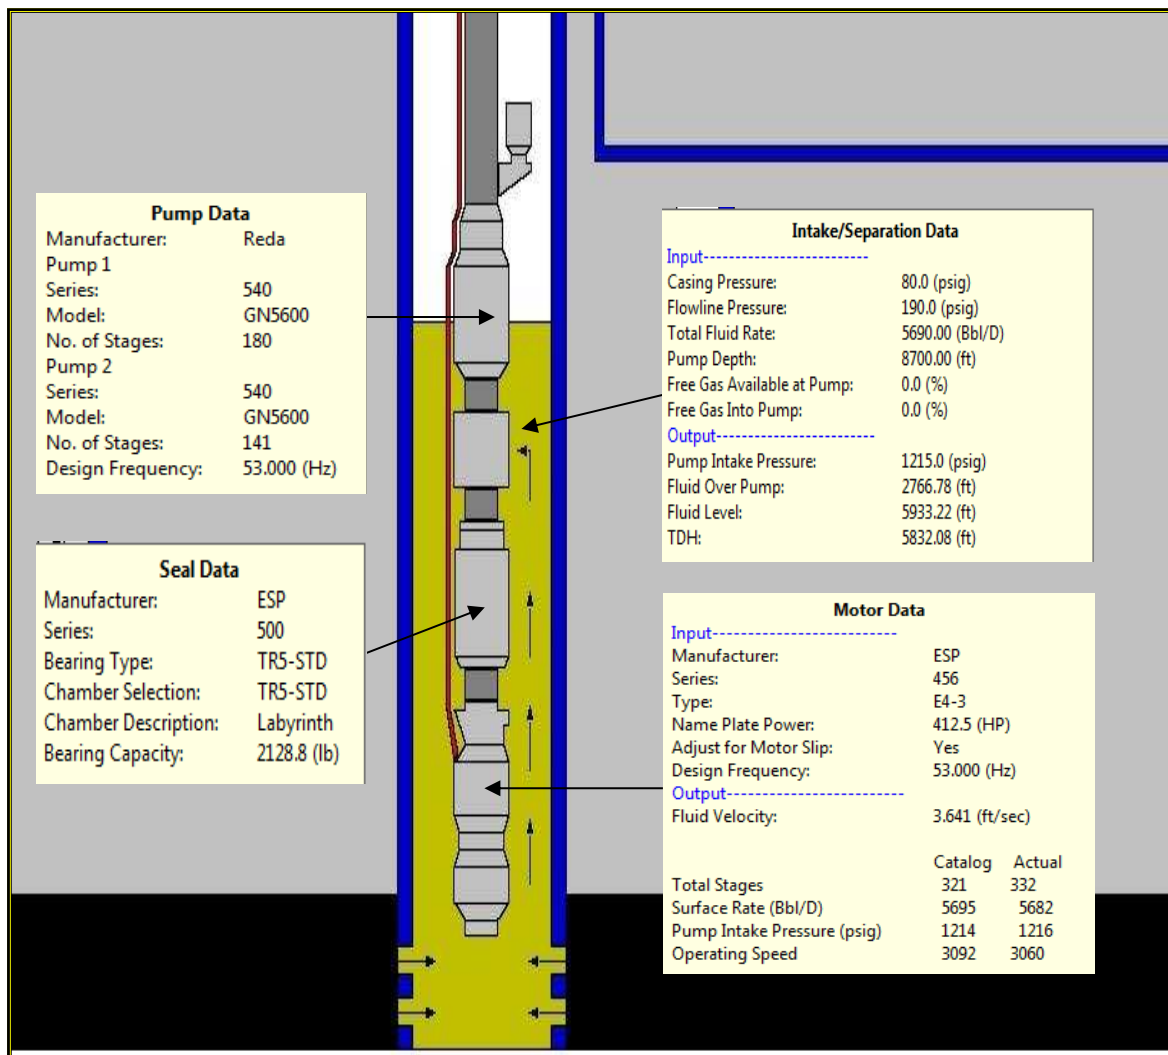 Pump Data
Manufacturer: Reda
Pump 1
Series: 540
Model: GN5600
No. of Stages: 180
Pump 2
Series: 540
Model: GN5600
No. of Stages: 141
Design Frequency: 53.000 (Hz)
Seal Data
Manufacturer: ESP
Series: 500
Bearing Type: TR5-STD
Chamber Selection: TR5-STD
Chamber Description: Labyrinth
Bearing Capacity: 2128.8 (lb)
Intake/Separation Data
Input--------------------------
Casing Pressure: 80.0 (psig)
Flowline Pressure: 190.0 (psig)
Total Fluid Rate: 5690.00 (Bbl/D)
Pump Depth: 8700.00 (ft)
Free Gas Available at Pump: 0.0 (%)
Free Gas Into Pump: 0.0 (%)
Output-------------------------
Pump Intake Pressure: 1215.0 (psig)
Fluid Over Pump: 2766.78 (ft)
Fluid Level: 5933.22 (ft)
TDH: 5832.08 (ft)
Motor Data
Input--------------------------
Manufacturer: ESP
Series: 456
Type: E4-3
Name Plate Power: 412.5 (HP)
Adjust for Motor Slip: Yes
Design Frequency: 53.000 (Hz)
Output-------------------------
Fluid Velocity: 3.641 (ft/sec)
Catalog Actual
Total Stages 321 332
Surface Rate (Bbl/D) 5695 5682
Pump Intake Pressure (psig) 1214 1216
Operating Speed 3092 3060